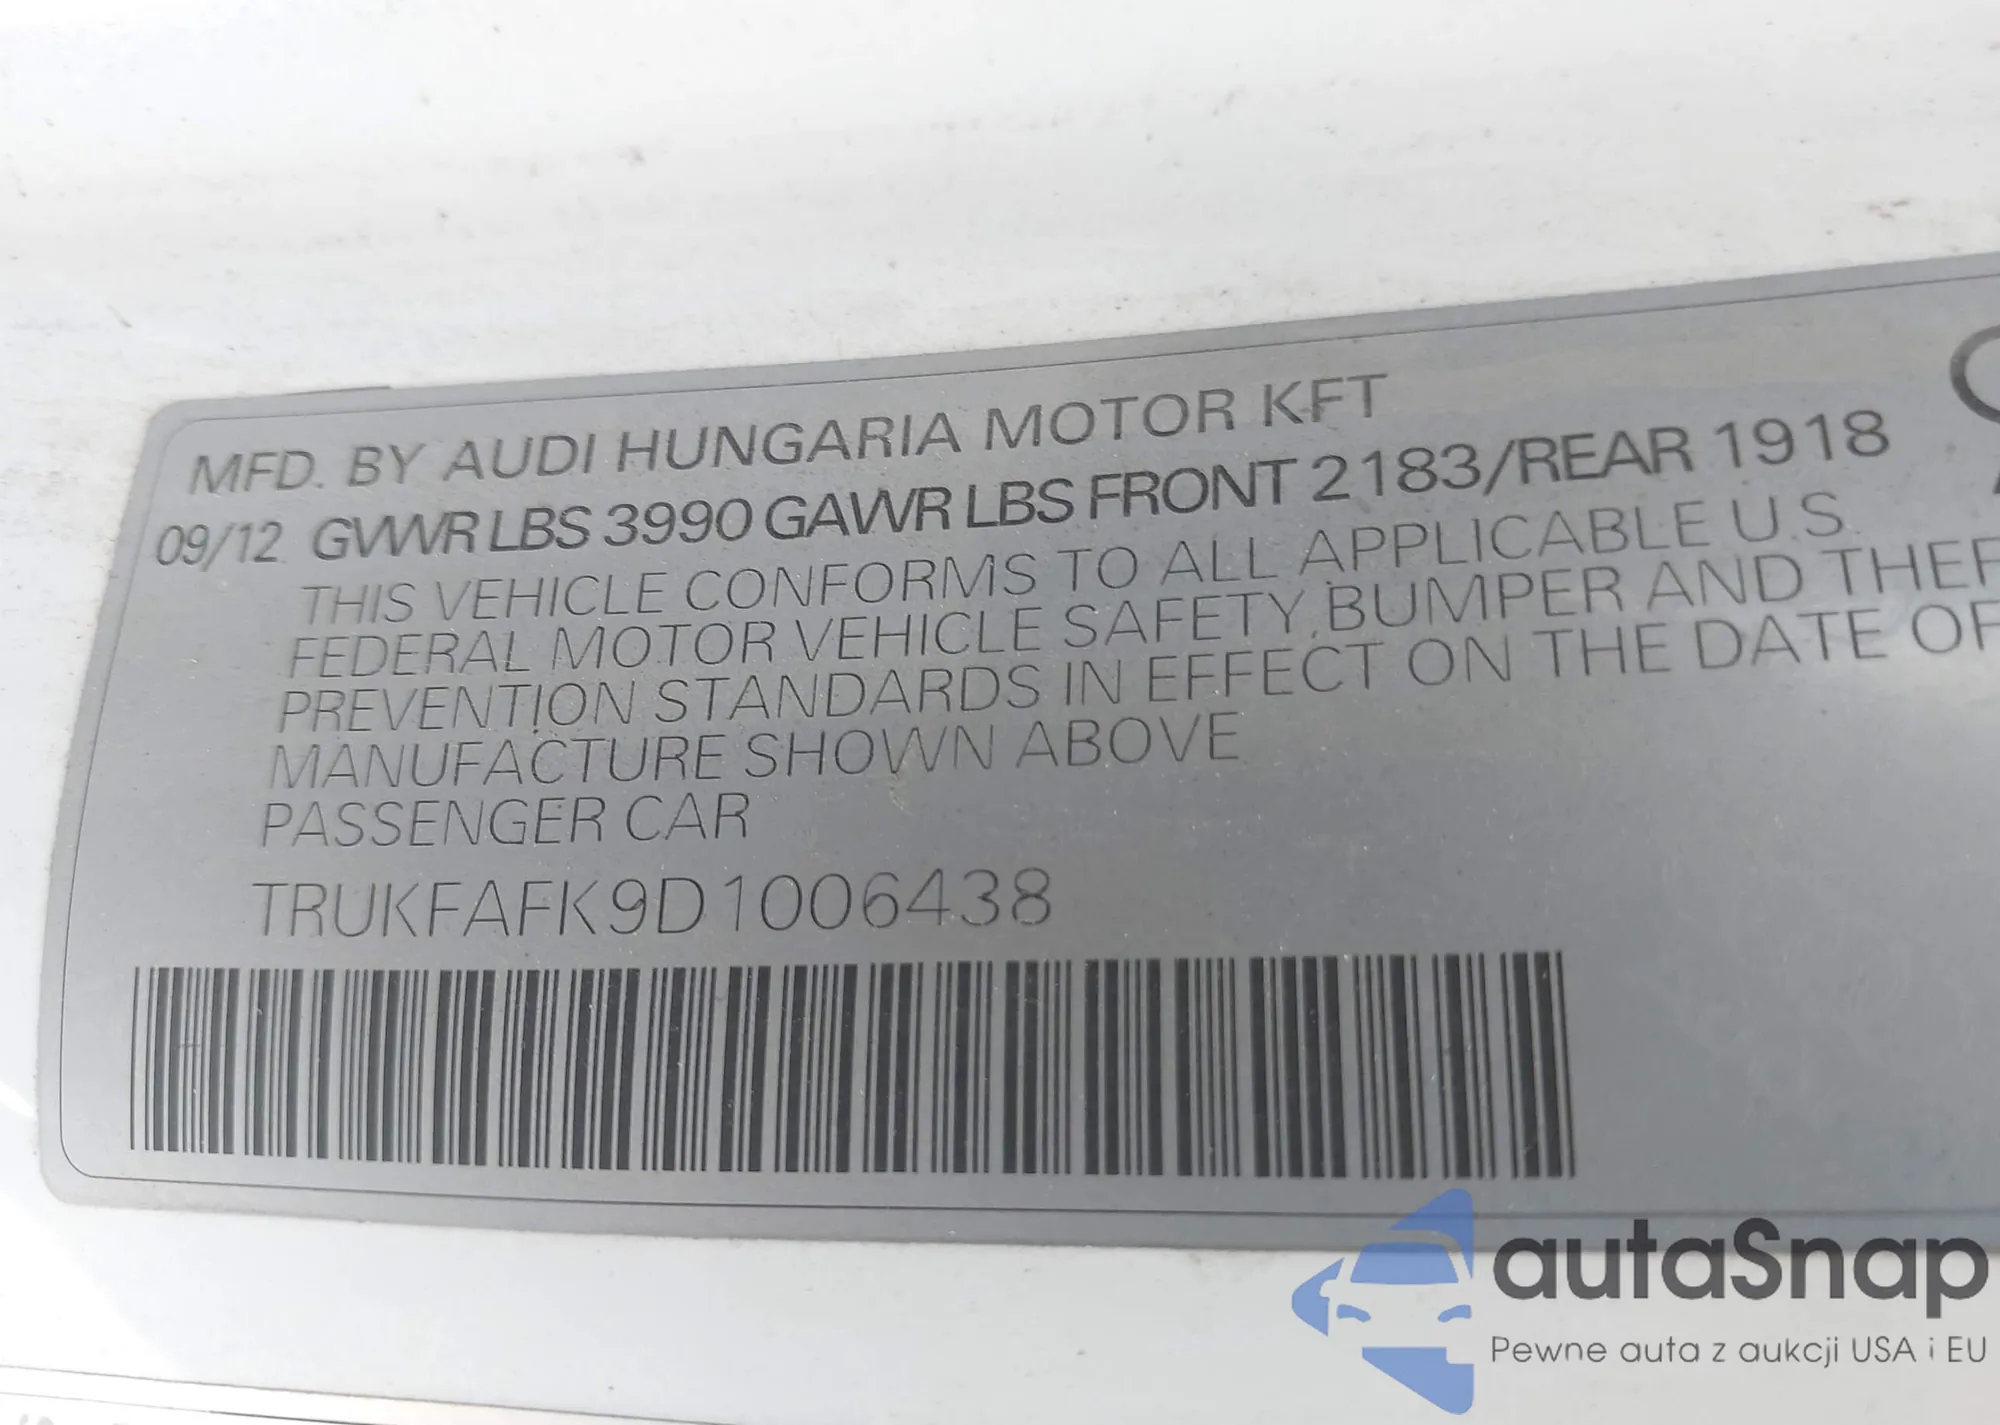 MFD. BY AUDI HUNGARIA MOTOR KFT
09/12 GVWR LBS 3990 GAWR LBS FRONT 2183/REAR 1918
THIS VEHICLE CONFORMS TO ALL APPLICABLE U.S.
FEDERAL MOTOR VEHICLE SAFETY, BUMPER AND THEF
PREVENTION STANDARDS IN EFFECT ON THE DATE OF
MANUFACTURE SHOWN ABOVE
PASSENGER CAR
TRUKFAFK9D1006438
autaSnap
Pewne auta z aukcji USA i EU